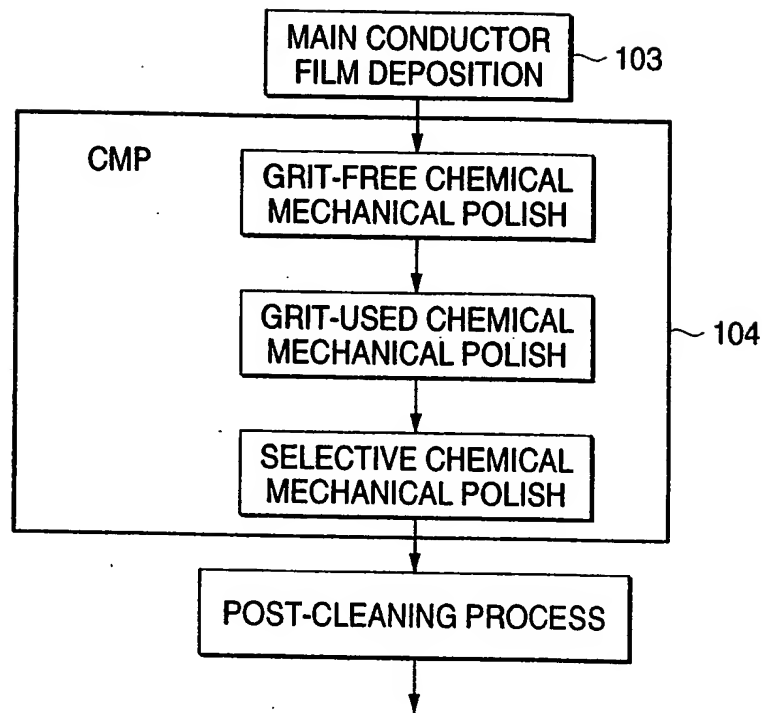 MAIN CONDUCTOR
FILM DEPOSITION
103
CMP
GRIT-FREE CHEMICAL
MECHANICAL POLISH
GRIT-USED CHEMICAL
MECHANICAL POLISH
104
SELECTIVE CHEMICAL
MECHANICAL POLISH
POST-CLEANING PROCESS